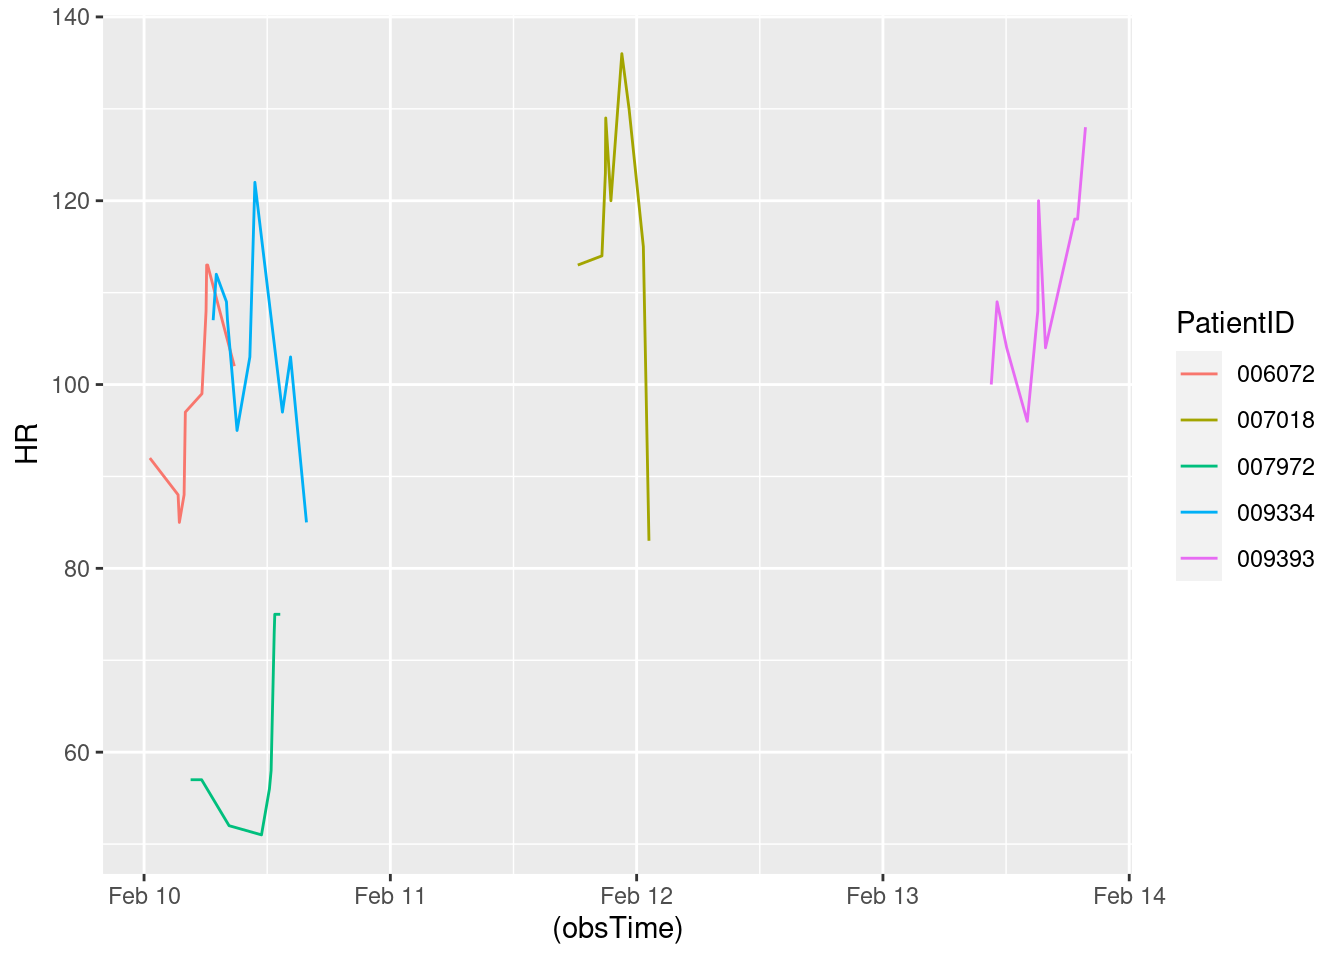 140
120
100
80
60
HR
Feb 10
Feb 11
Feb 12
Feb 13
Feb 14
(obsTime)
PatientID
006072
007018
007972
009334
009393